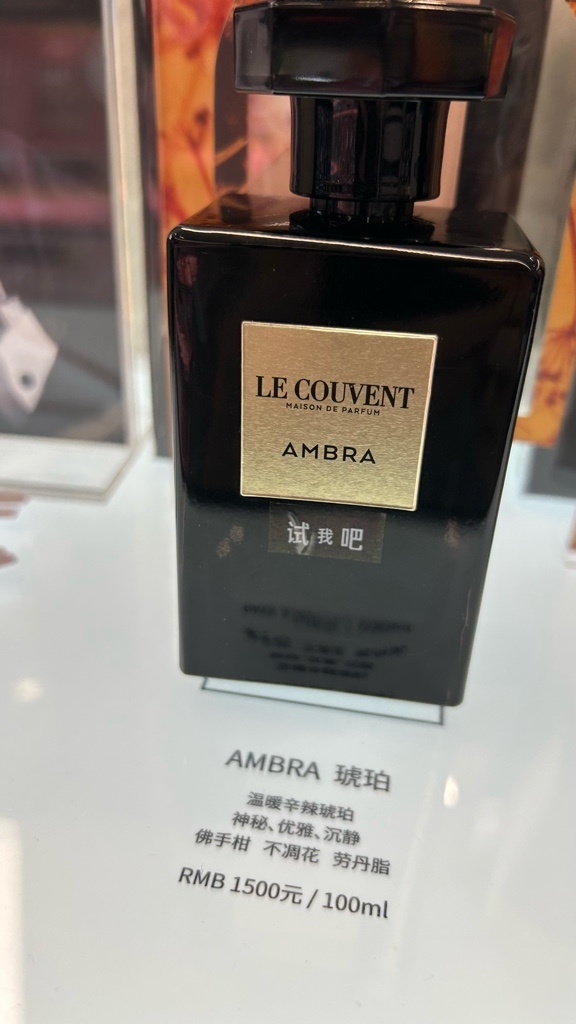 LE COUVENT
MAISON DE PARFUM
AMBRA
试我吧
AMBRA 琥珀
温暖辛辣琥珀
神秘、优雅、沉静
佛手柑 不凋花 劳丹脂
RMB 1500元 / 100ml